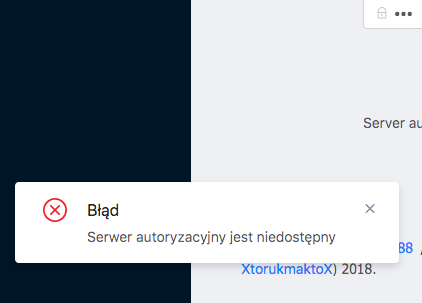 Server au
Błąd
Serwer autoryzacyjny jest niedostępny
88 ,
XtorukmaktoX) 2018.